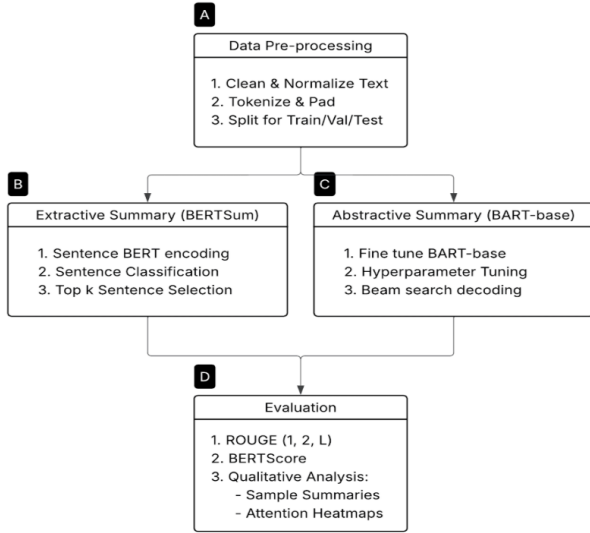 A
Data Pre-processing
1. Clean & Normalize Text
2. Tokenize & Pad
3. Split for Train/Val/Test
B
Extractive Summary (BERTSum)
1. Sentence BERT encoding
2. Sentence Classification
3. Top k Sentence Selection
C
Abstractive Summary (BART-base)
1. Fine tune BART-base
2. Hyperparameter Tuning
3. Beam search decoding
D
Evaluation
1. ROUGE (1, 2, L)
2. BERTScore
3. Qualitative Analysis:
- Sample Summaries
- Attention Heatmaps